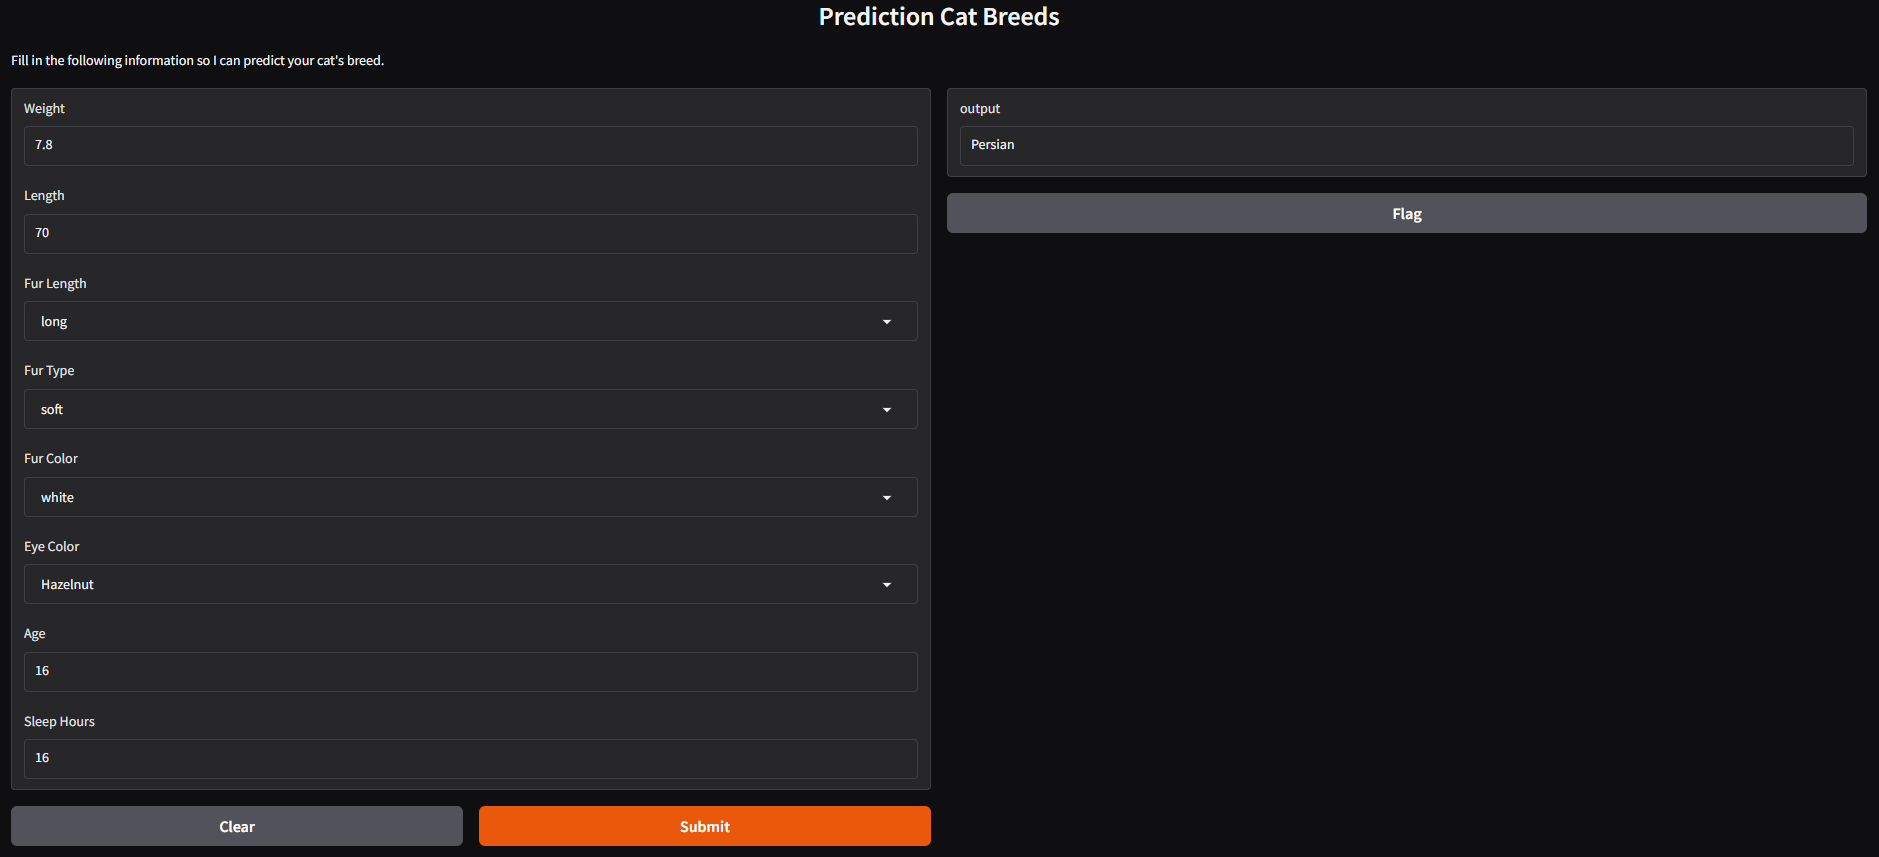 Prediction Cat Breeds
Fill in the following information so I can predict your cat's breed.
Weight
7.8
Length
70
Fur Length
long
Fur Type
soft
Fur Color
white
Eye Color
Hazelnut
Age
16
Sleep Hours
16
Clear
Submit
output
Persian
Flag